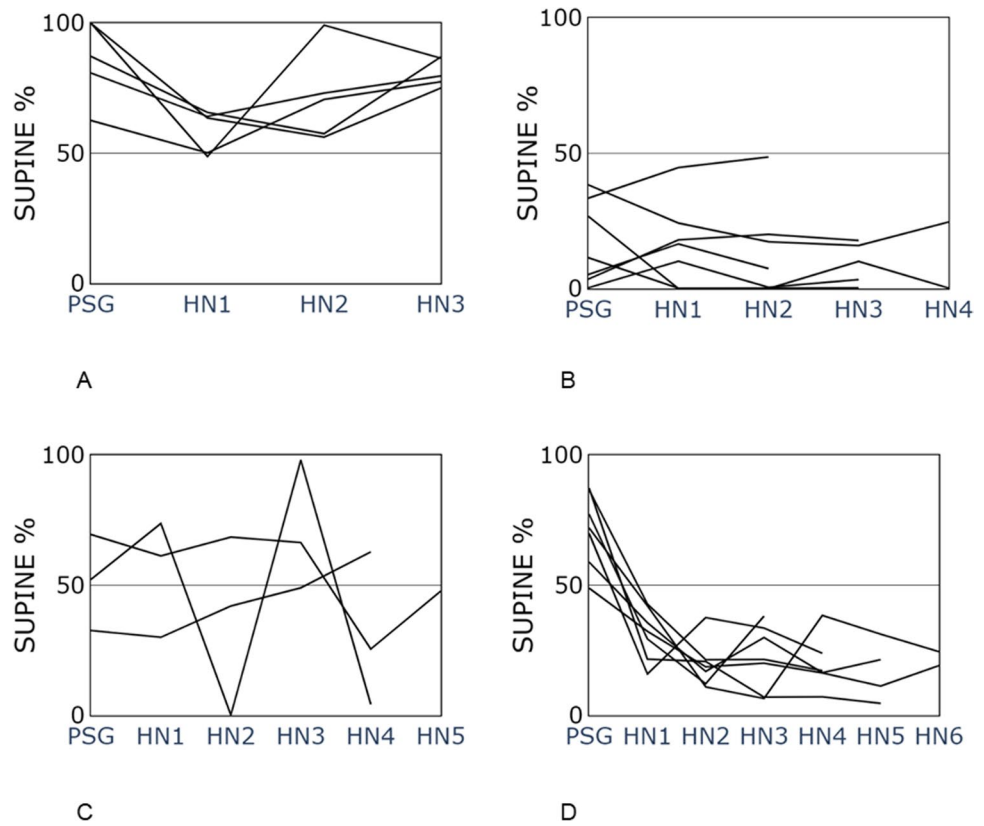 100
50
0
SUPINE %
PSG HN1 HN2 HN3
A
100
50
0
SUPINE %
PSG HN1 HN2 HN3 HN4
B
100
50
0
SUPINE %
PSG HN1 HN2 HN3 HN4 HN5
C
100
50
0
SUPINE %
PSG HN1 HN2 HN3 HN4 HN5 HN6
D